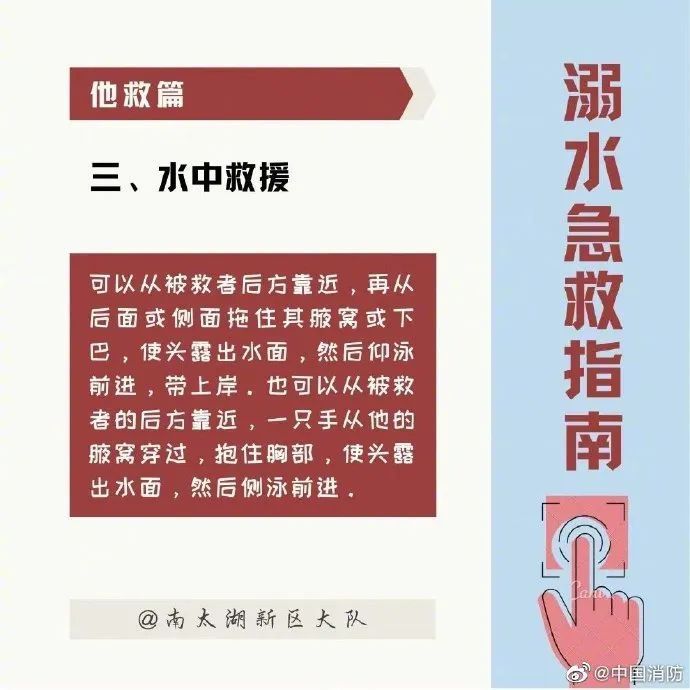 他救篇
三、水中救援
可以从被救者后方靠近，再从
后面或侧面拖住其腋窝或下
巴，使头露出水面，然后仰泳
前进，带上岸．也可以从被救
者的后方靠近，一只手从他的
腋窝穿过，抱住胸部，使头露
出水面，然后侧泳前进．
@南太湖新区大队
溺水急救指南
@中国消防